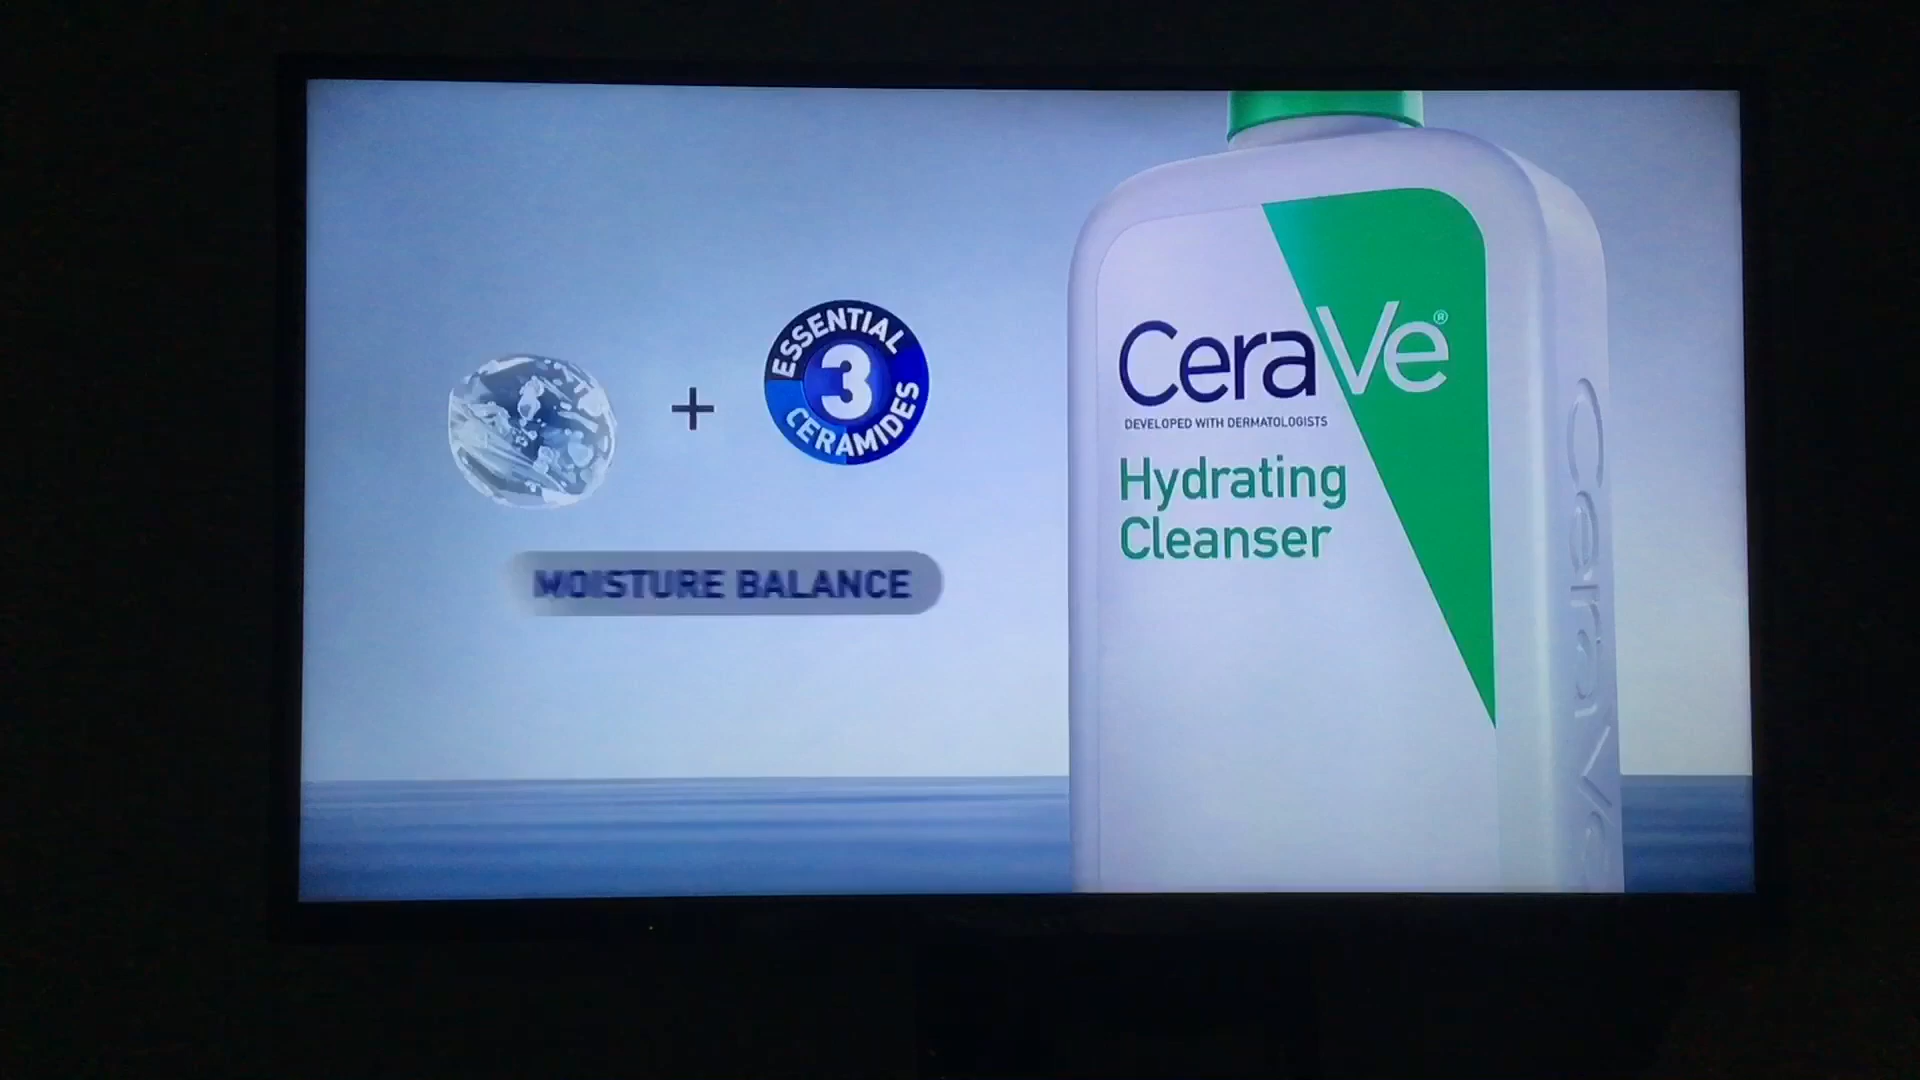 ESSENTIAL
3
CERAMIDES
+
MOISTURE BALANCE
CeraVe®
DEVELOPED WITH DERMATOLOGISTS
Hydrating
Cleanser
CeraVe